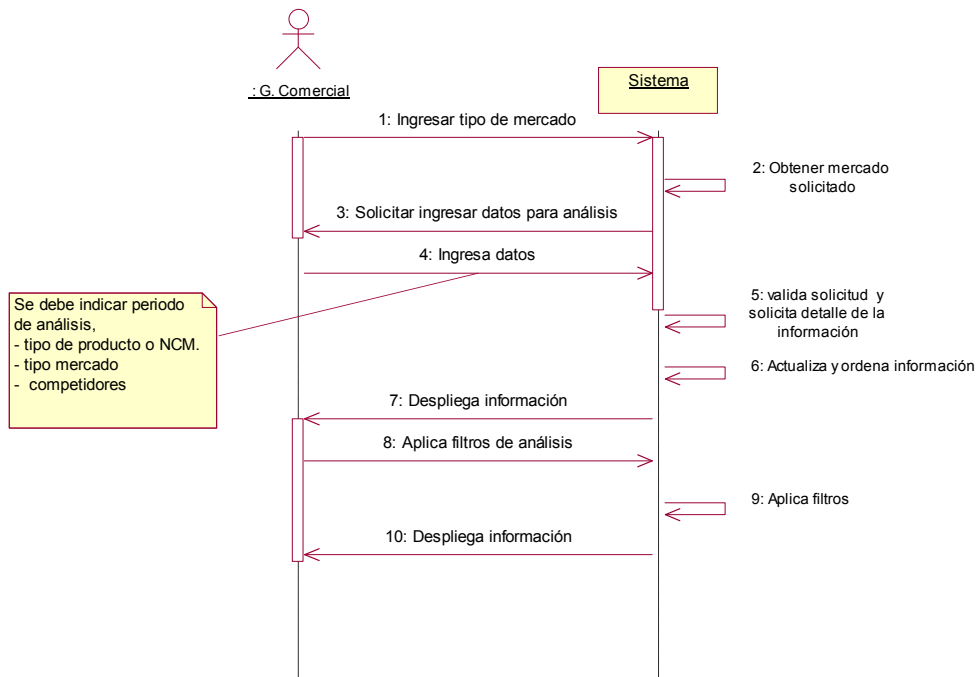 : G. Comercial
Sistema
1: Ingresar tipo de mercado
2: Obtener mercado
solicitado
3: Solicitar ingresar datos para análisis
4: Ingresa datos
Se debe indicar periodo
de análisis,
- tipo de producto o NCM.
- tipo mercado
- competidores
5: valida solicitud y
solicita detalle de la
información
6: Actualiza y ordena información
7: Despliega información
8: Aplica filtros de análisis
9: Aplica filtros
10: Despliega información